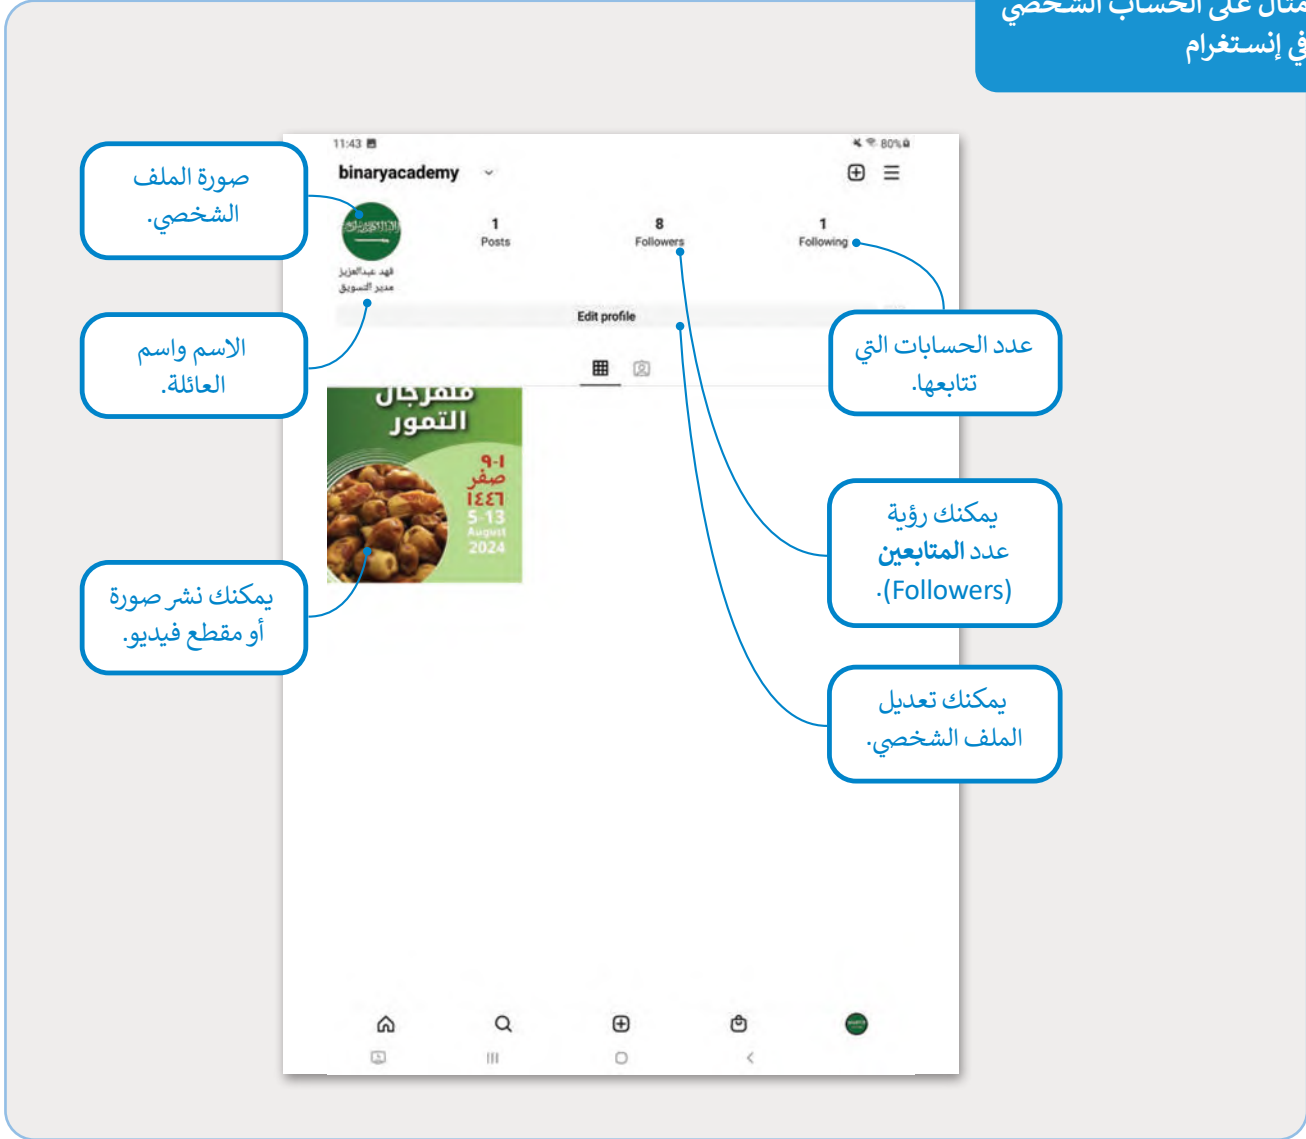 مثال على الحساب الشخصي
في إنستغرام
11:43
80%
binaryacademy
1
Posts
8
Followers
1
Following
فهد عبدالعزيز
مدير التسويق
Edit profile
صورة الملف
الشخصي.
الاسم واسم
العائلة.
يمكنك نشر صورة
أو مقطع فيديو.
عدد الحسابات التي
تتابعها.
يمكنك رؤية
عدد المتابعين
(Followers).
يمكنك تعديل
الملف الشخصي.
مهرجان
التمور
٩-١
صفر
١٤٤٦
5-13
August
2024